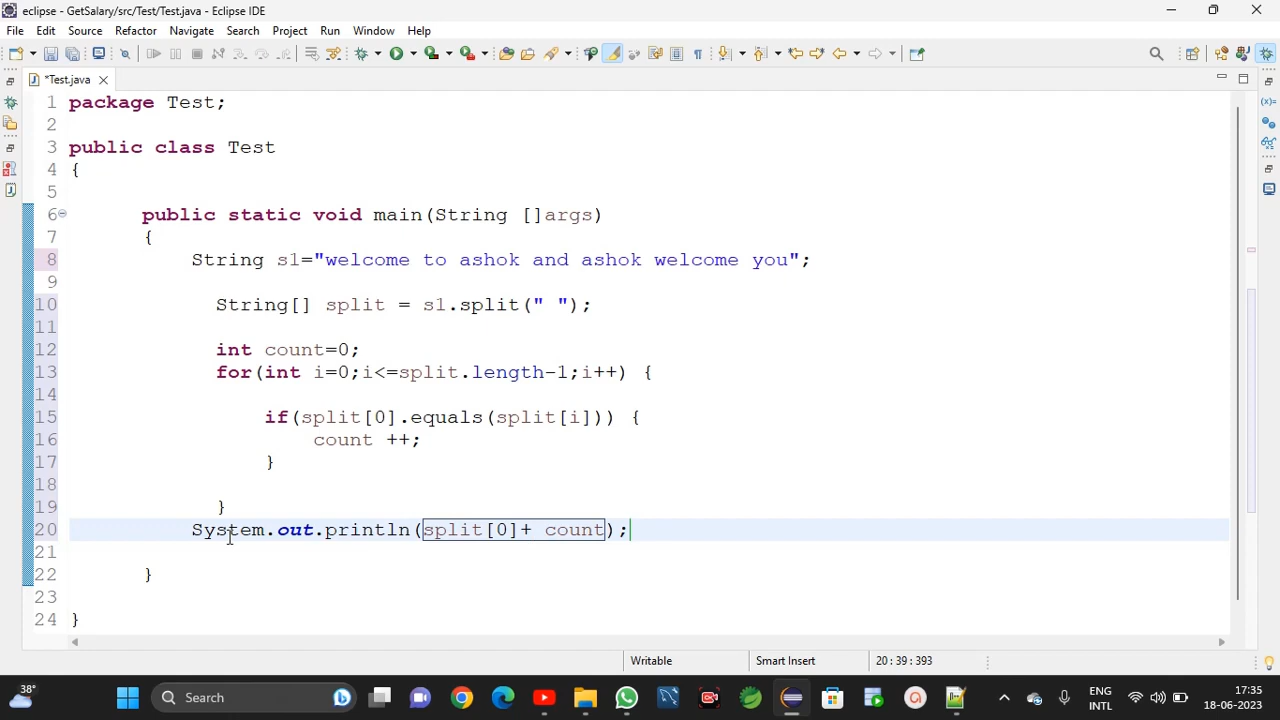 eclipse - GetSalary/src/Test/Test.java - Eclipse IDE
File Edit Source Refactor Navigate Search Project Run Window Help
*Test.java
1 package Test;
2
3 public class Test
4 {
5
6 public static void main(String []args)
7 {
8 String s1="welcome to ashok and ashok welcome you";
9
10 String[] split = s1.split(" ");
11
12 int count=0;
13 for(int i=0;i<=split.length-1;i++) {
14
15 if(split[0].equals(split[i])) {
16 count ++;
17 }
18
19 }
20 System.out.println(split[0]+ count);
21
22 }
23
24 }
Writable Smart Insert 20 : 39 : 393
38° Search ENG INTL 17:35 18-06-2023